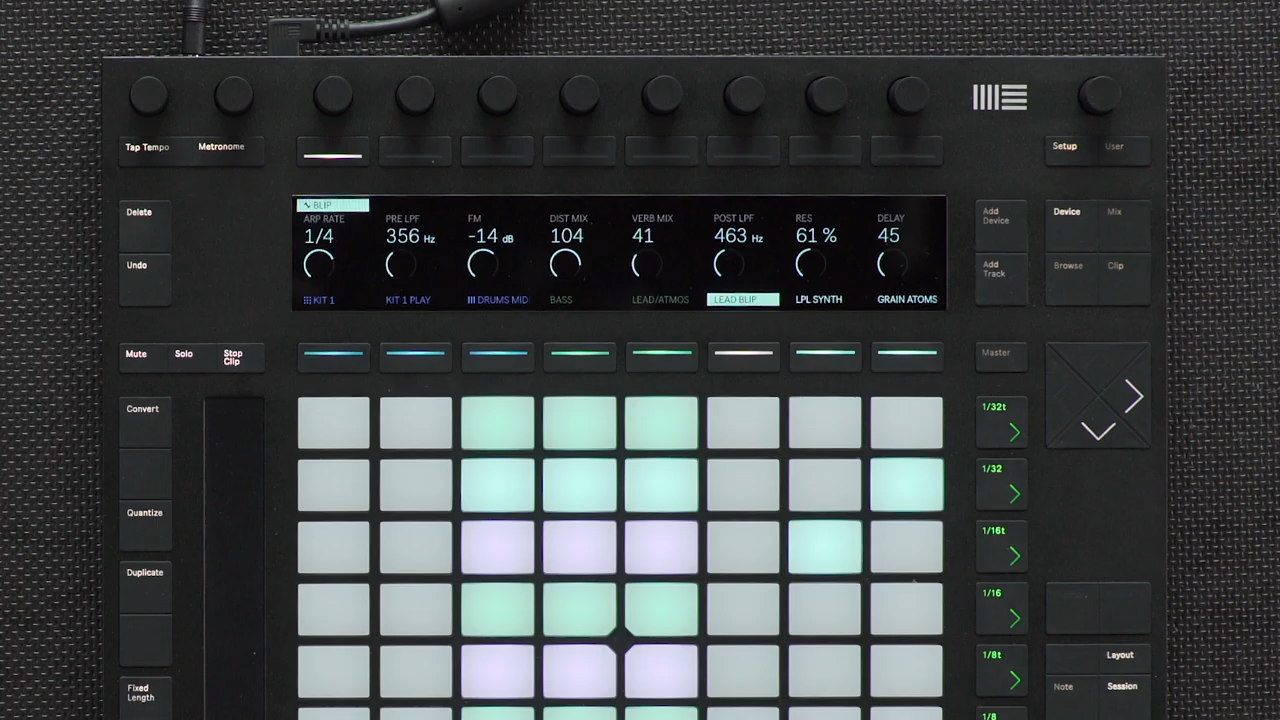 Tap Tempo Metronome
Setup User
BLIP
ARP RATE PRE LPF FM DIST MIX VERB MIX POST LPF RES DELAY
1/4 356 Hz -14 dB 104 41 463 Hz 61 % 45
KIT 1 KIT 1 PLAY DRUMS MIDI BASS LEAD/ATMOS LEAD BLIP LPL SYNTH GRAIN ATOMS
Delete
Undo
Add
Device
Add
Track
Device Mix
Browse Clip
Mute Solo Stop
Clip
Master
Convert
Quantize
Duplicate
Fixed
Length
1/32t
1/32
1/16t
1/16
1/8t
1/8
Layout
Note Session